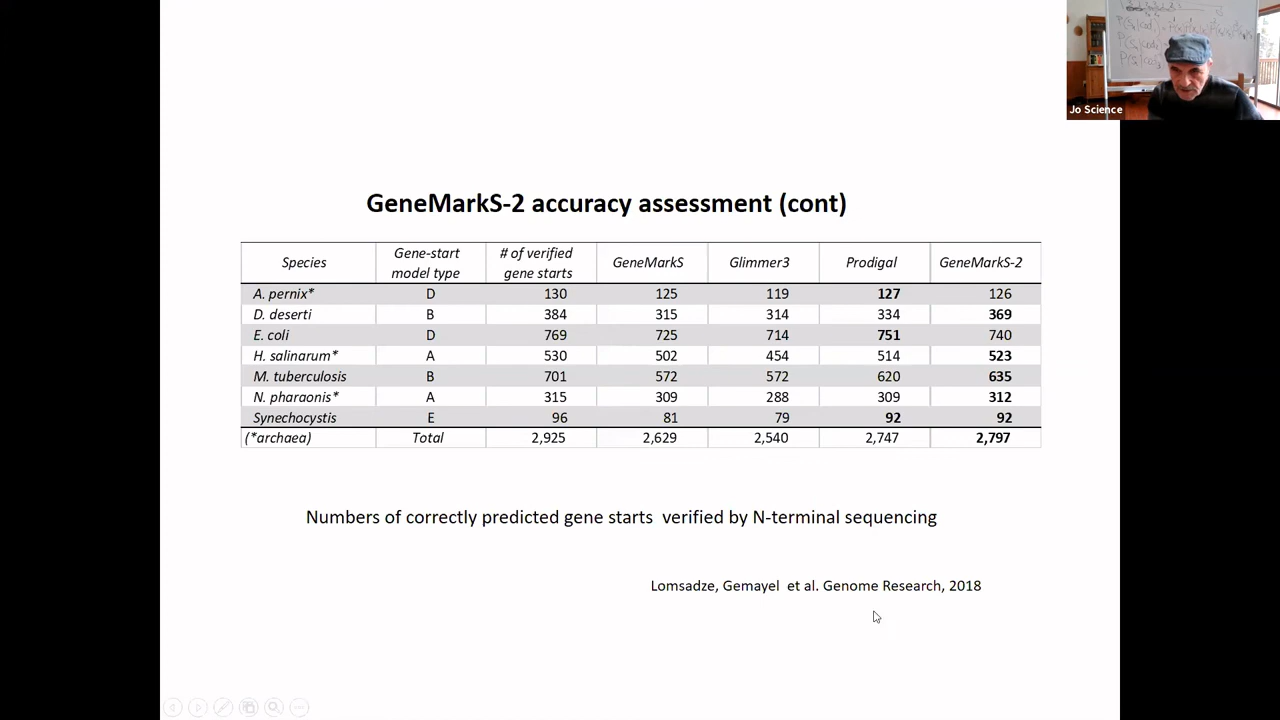 P(S1|cod1)
Jo Science
GeneMarkS-2 accuracy assessment (cont)
Species Gene-start model type # of verified gene starts GeneMarkS Glimmer3 Prodigal GeneMarkS-2
A. pernix* D 130 125 119 127 126
D. deserti B 384 315 314 334 369
E. coli D 769 725 714 751 740
H. salinarum* A 530 502 454 514 523
M. tuberculosis B 701 572 572 620 635
N. pharaonis* A 315 309 288 309 312
Synechocystis E 96 81 79 92 92
(*archaea) Total 2,925 2,629 2,540 2,747 2,797
Numbers of correctly predicted gene starts verified by N-terminal sequencing
Lomsadze, Gemayel et al. Genome Research, 2018